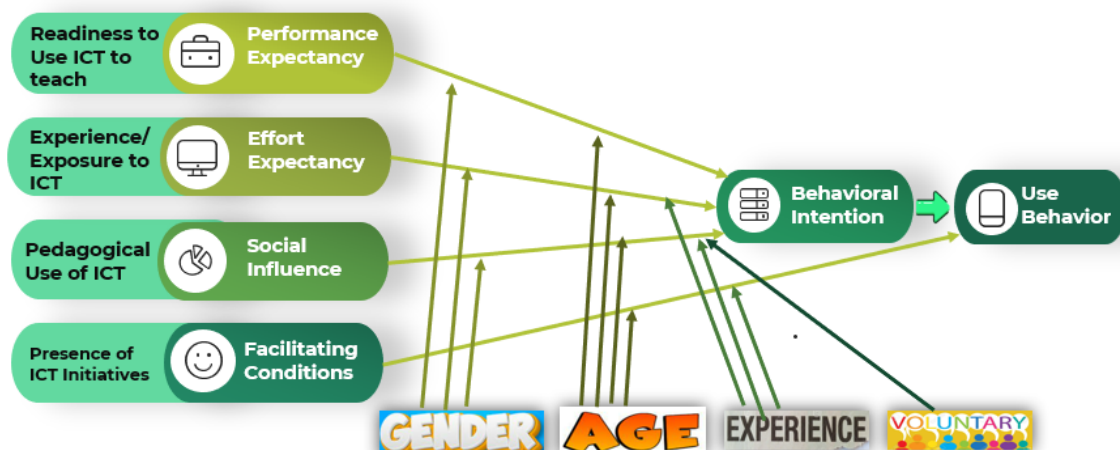 Readiness to
Use ICT to
teach
Performance
Expectancy
Experience/
Exposure to
ICT
Effort
Expectancy
Pedagogical
Use of ICT
Social
Influence
Presence of
ICT Initiatives
Facilitating
Conditions
Behavioral
Intention
Use
Behavior
GENDER
AGE
EXPERIENCE
VOLUNTARY